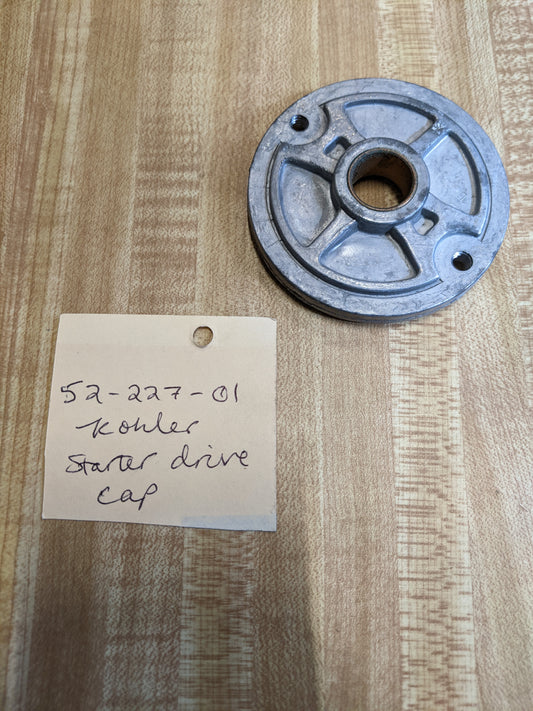 52-227-01
Kohler
Starter drive
cap